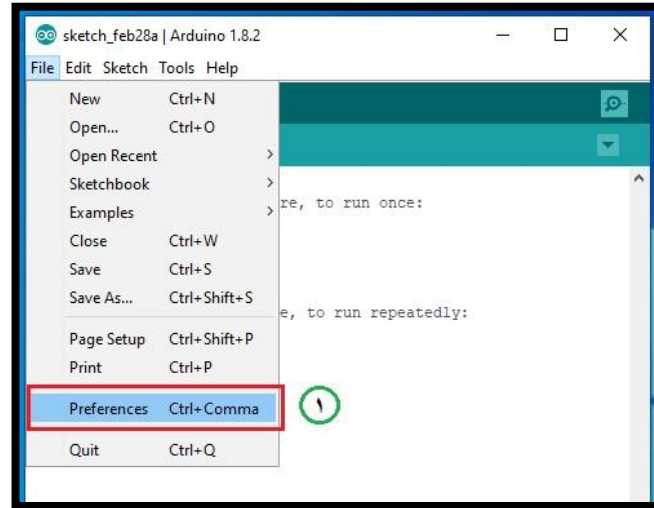 sketch_feb28a | Arduino 1.8.2
File Edit Sketch Tools Help
New Ctrl+N
Open... Ctrl+O
Open Recent
Sketchbook
Examples
re, to run once:
Close Ctrl+W
Save Ctrl+S
Save As... Ctrl+Shift+S
e, to run repeatedly:
Page Setup Ctrl+Shift+P
Print Ctrl+P
Preferences Ctrl+Comma ۱
Quit Ctrl+Q